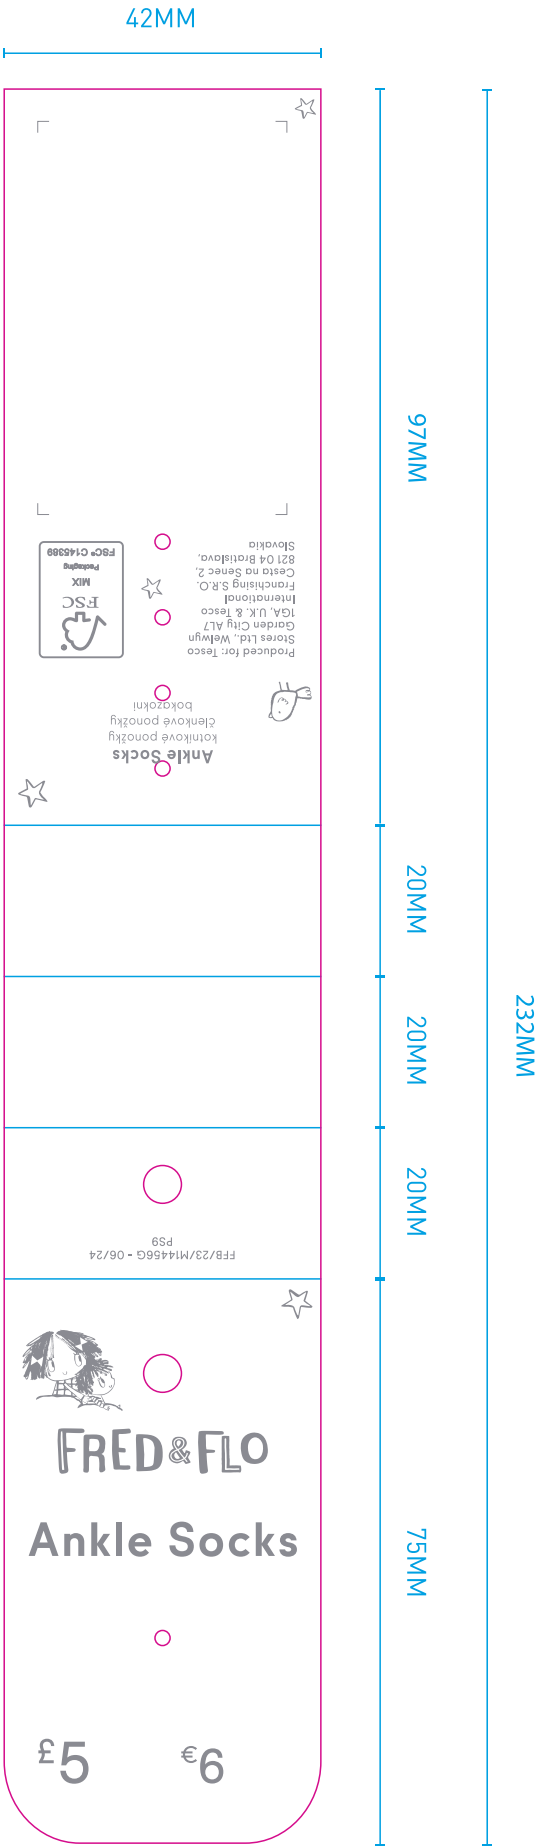 42MM
97MM
20MM
20MM
20MM
75MM
232MM
Ankle Socks
kotníkové ponožky
členkové ponožky
bokazokni
Produced for: Tesco
Stores Ltd., Welwyn
Garden City AL7
1GA, U.K. & Tesco
International
Franchising S.R.O.
Cesta na Senec 2,
821 04 Bratislava,
Slovakia
FSC
MIX
Packaging
FSC® C145389
FFB/23/M14456G - 06/24
PS9
FRED & FLO
Ankle Socks
£5
€6